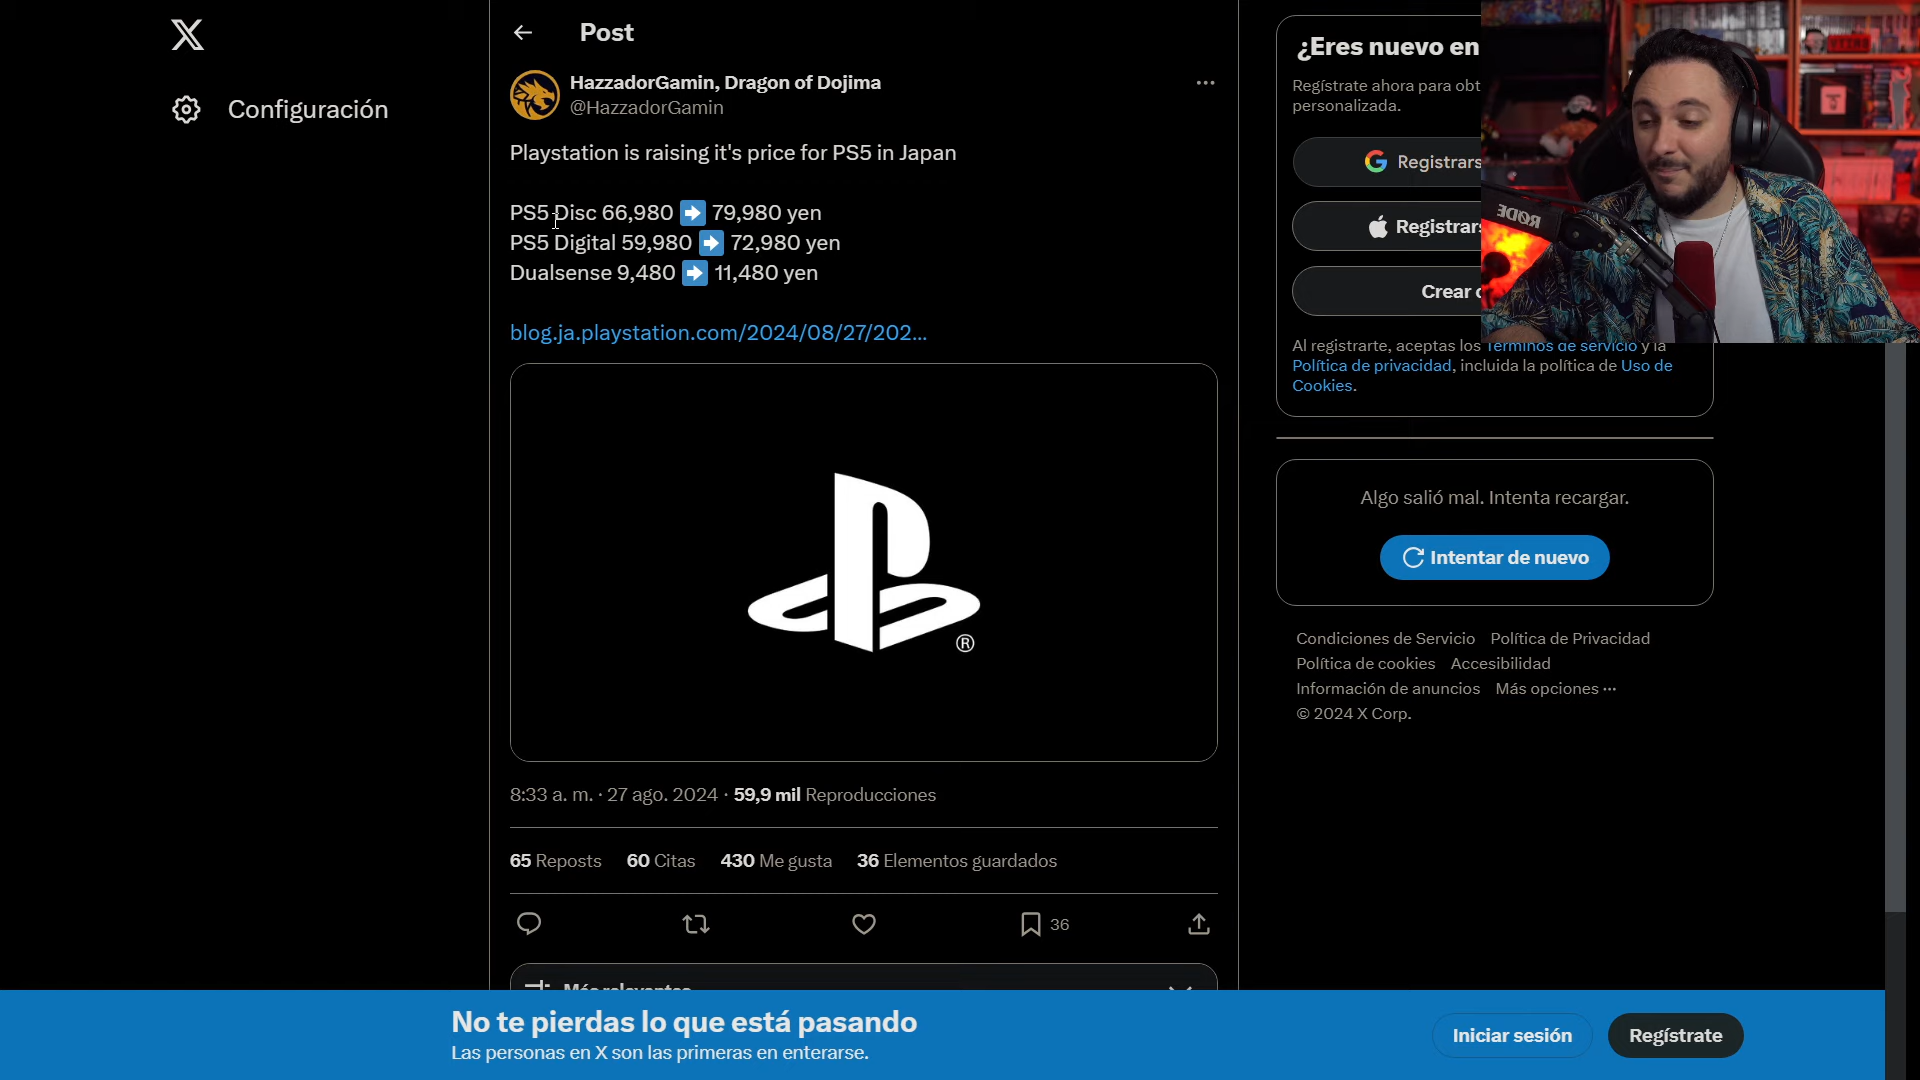 Configuración
Post
HazzadorGamin, Dragon of Dojima
@HazzadorGamin
Playstation is raising it's price for PS5 in Japan
PS5 Disc 66,980 ➡️ 79,980 yen
PS5 Digital 59,980 ➡️ 72,980 yen
Dualsense 9,480 ➡️ 11,480 yen
blog.ja.playstation.com/2024/08/27/202…
®
8:33 a. m. · 27 ago. 2024 · 59,9 mil Reproducciones
65 Reposts 60 Citas 430 Me gusta 36 Elementos guardados
36
Más relevantes
¿Eres nuevo en
Regístrate ahora para obt
personalizada.
Registrars
Registrars
Crear c
RØDE
Al registrarte, aceptas los Términos de servicio y la
Política de privacidad, incluida la política de Uso de
Cookies.
Algo salió mal. Intenta recargar.
Intentar de nuevo
Condiciones de Servicio Política de Privacidad
Política de cookies Accesibilidad
Información de anuncios Más opciones ···
© 2024 X Corp.
No te pierdas lo que está pasando
Las personas en X son las primeras en enterarse.
Iniciar sesión
Regístrate